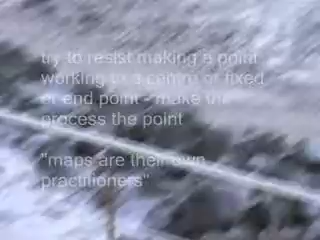 try to resist making a point
working to a centre or fixed
or end point - make the
process the point
"maps are their own
practitioners"